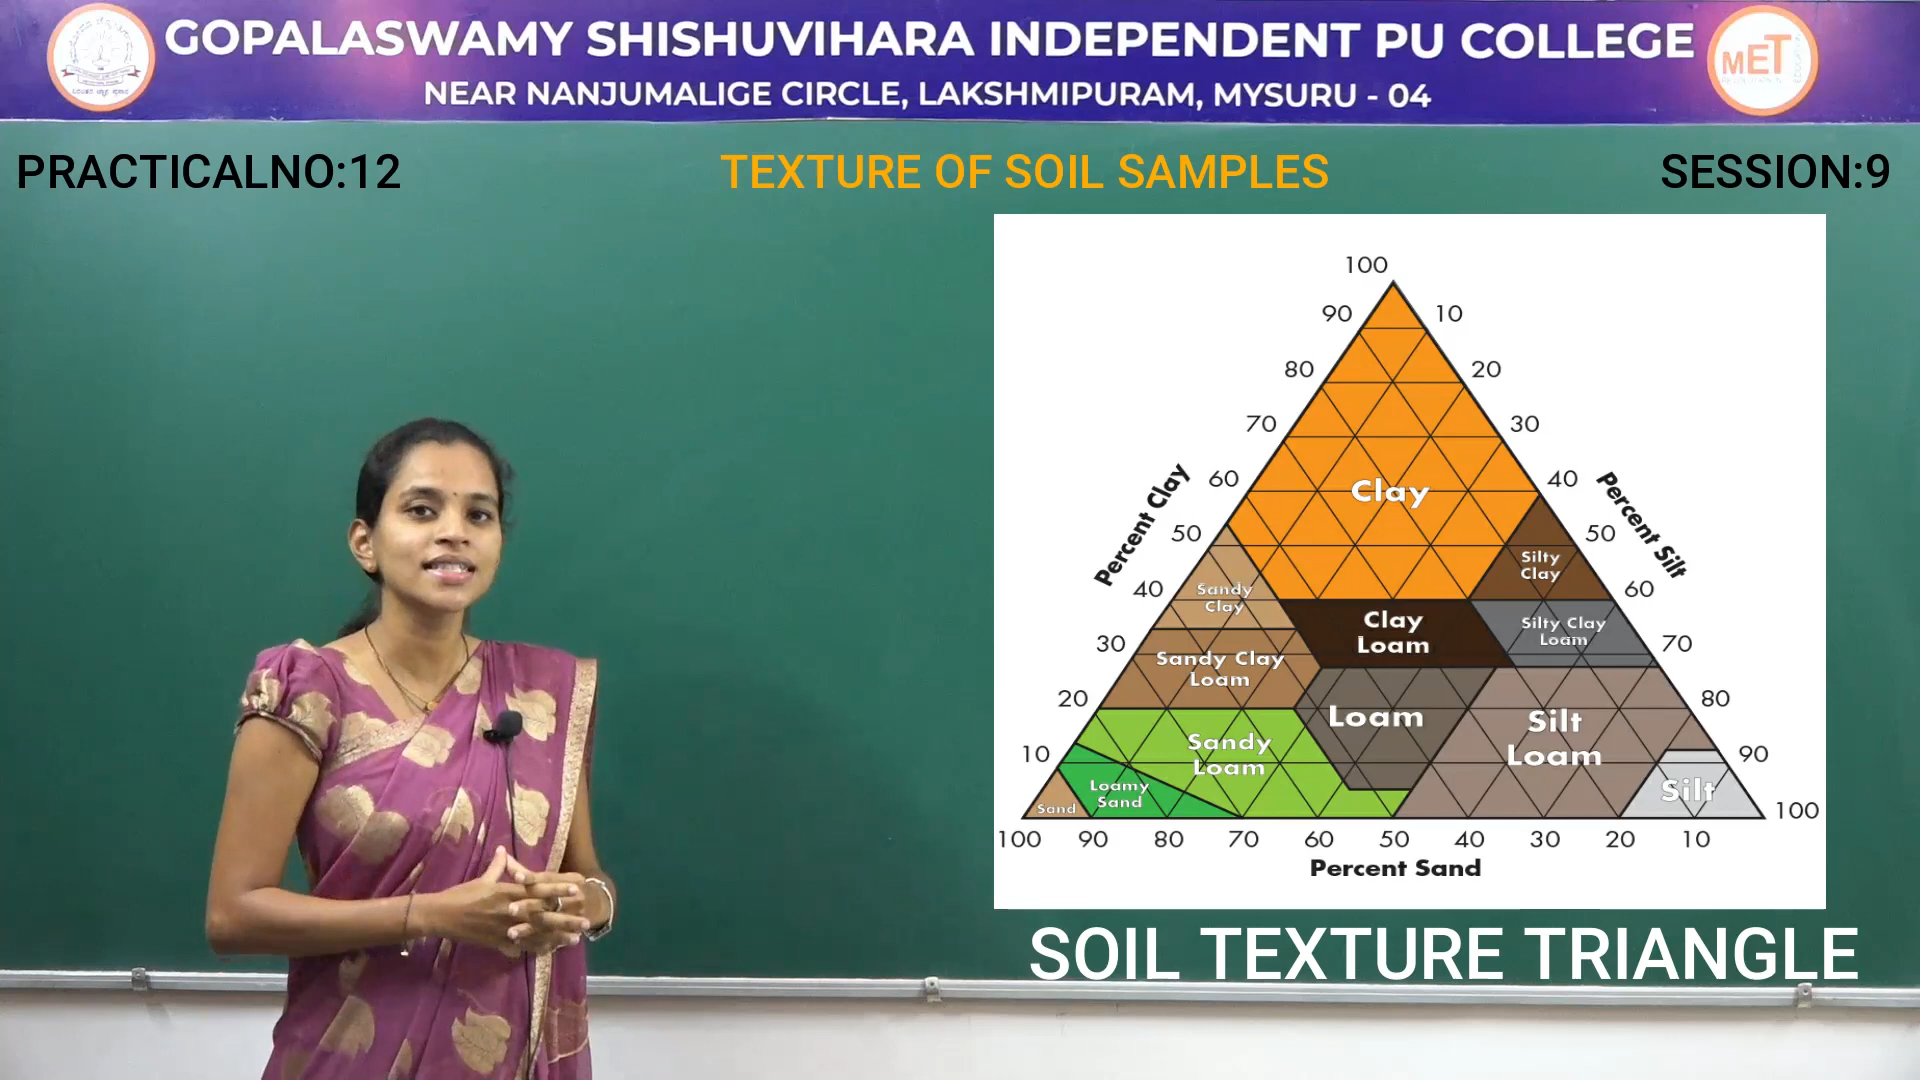 GOPALASWAMY SHISHUVIHARA INDEPENDENT PU COLLEGE
MET
NEAR NANJUMALIGE CIRCLE, LAKSHMIPURAM, MYSURU - 04
PRACTICALNO:12
TEXTURE OF SOIL SAMPLES
SESSION:9
100
90 10
80 20
70 30
60 40
50 50
40 60
30 70
20 80
10 90
100
Percent Clay
Percent Silt
Clay
Silty
Clay
Sandy
Clay
Clay
Loam
Silty Clay
Loam
Sandy Clay
Loam
Loam
Silt
Loam
Sandy
Loam
Loamy
Sand
Sand
Silt
100 90 80 70 60 50 40 30 20 10
Percent Sand
SOIL TEXTURE TRIANGLE